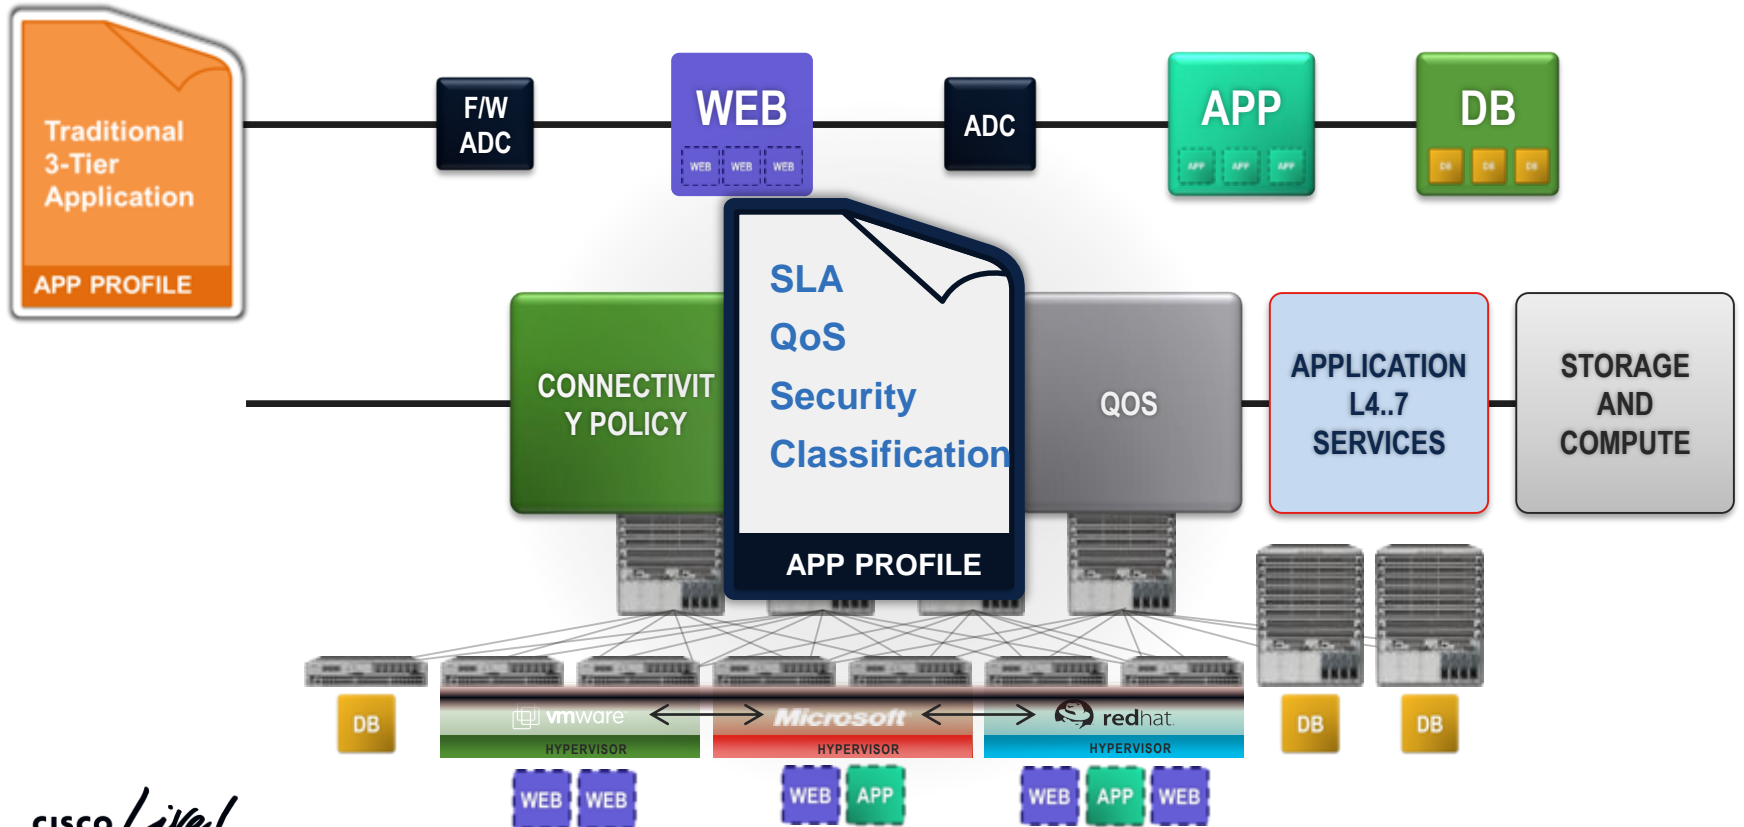 Traditional
3-Tier
Application
APP PROFILE
F/W
ADC
WEB
WEB WEB WEB
ADC
APP
APP APP APP
DB
DB DB DB
CONNECTIVIT
Y POLICY
SLA
QoS
Security
Classification
APP PROFILE
QOS
APPLICATION
L4..7
SERVICES
STORAGE
AND
COMPUTE
DB
vmware
HYPERVISOR
Microsoft
HYPERVISOR
redhat.
HYPERVISOR
DB
DB
WEB WEB
WEB APP
WEB APP WEB
CISCO Live!